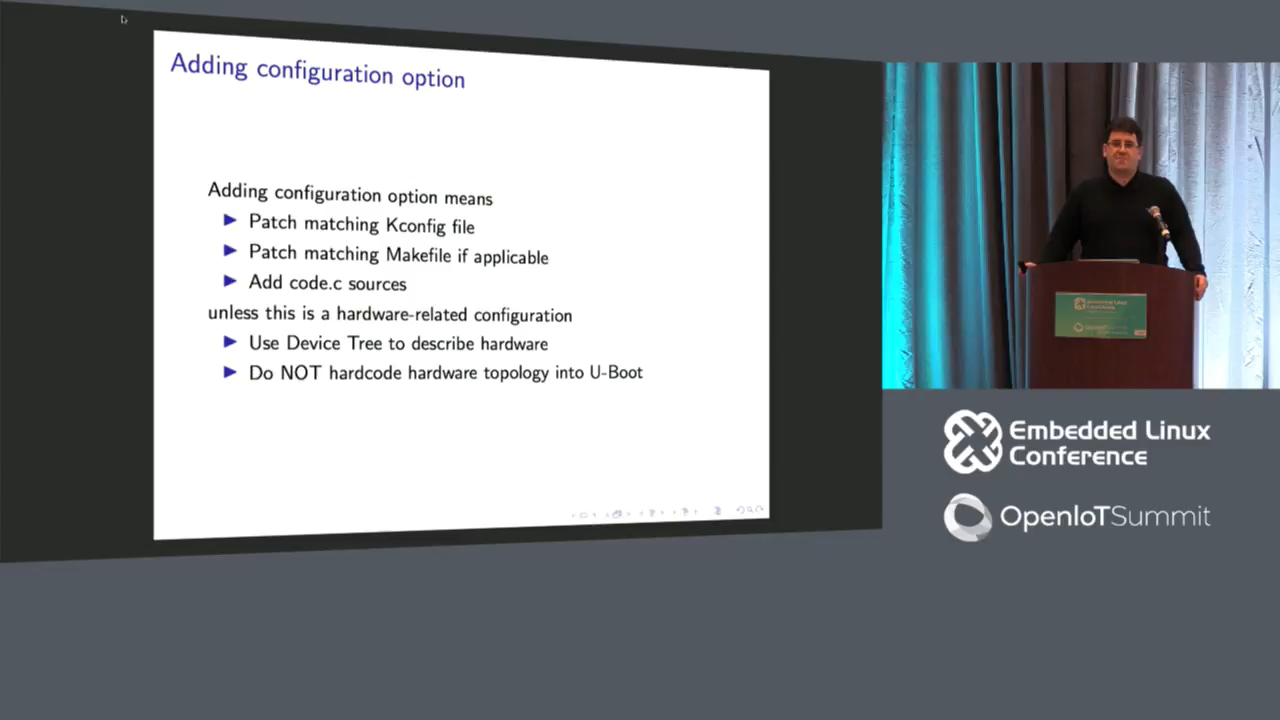 Adding configuration option
Adding configuration option means
Patch matching Kconfig file
Patch matching Makefile if applicable
Add code.c sources
unless this is a hardware-related configuration
Use Device Tree to describe hardware
Do NOT hardcode hardware topology into U-Boot
Embedded Linux
Conference
OpenIoTSummit